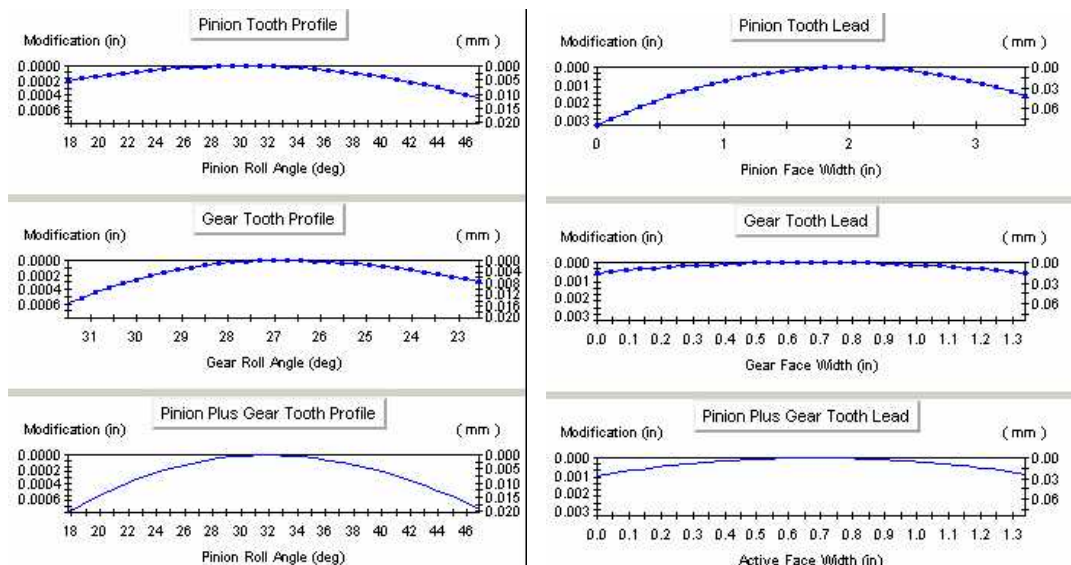 Pinion Tooth Profile
Modification (in)
( mm )
0.0000
0.0002
0.0004
0.0006
0.000
0.005
0.010
0.015
0.020
18 20 22 24 26 28 30 32 34 36 38 40 42 44 46
Pinion Roll Angle (deg)
Gear Tooth Profile
Modification (in)
( mm )
0.0000
0.0002
0.0004
0.0006
0.000
0.004
0.008
0.012
0.016
0.020
31 30 29 28 27 26 25 24 23
Gear Roll Angle (deg)
Pinion Plus Gear Tooth Profile
Modification (in)
( mm )
0.0000
0.0002
0.0004
0.0006
0.000
0.005
0.010
0.015
0.020
18 20 22 24 26 28 30 32 34 36 38 40 42 44 46
Pinion Roll Angle (deg)
Pinion Tooth Lead
Modification (in)
( mm )
0.000
0.001
0.002
0.003
0.00
0.03
0.06
0 1 2 3
Pinion Face Width (in)
Gear Tooth Lead
Modification (in)
( mm )
0.000
0.001
0.002
0.003
0.00
0.03
0.06
0.0 0.1 0.2 0.3 0.4 0.5 0.6 0.7 0.8 0.9 1.0 1.1 1.2 1.3
Gear Face Width (in)
Pinion Plus Gear Tooth Lead
Modification (in)
( mm )
0.000
0.001
0.002
0.003
0.00
0.03
0.06
0.0 0.1 0.2 0.3 0.4 0.5 0.6 0.7 0.8 0.9 1.0 1.1 1.2 1.3
Active Face Width (in)